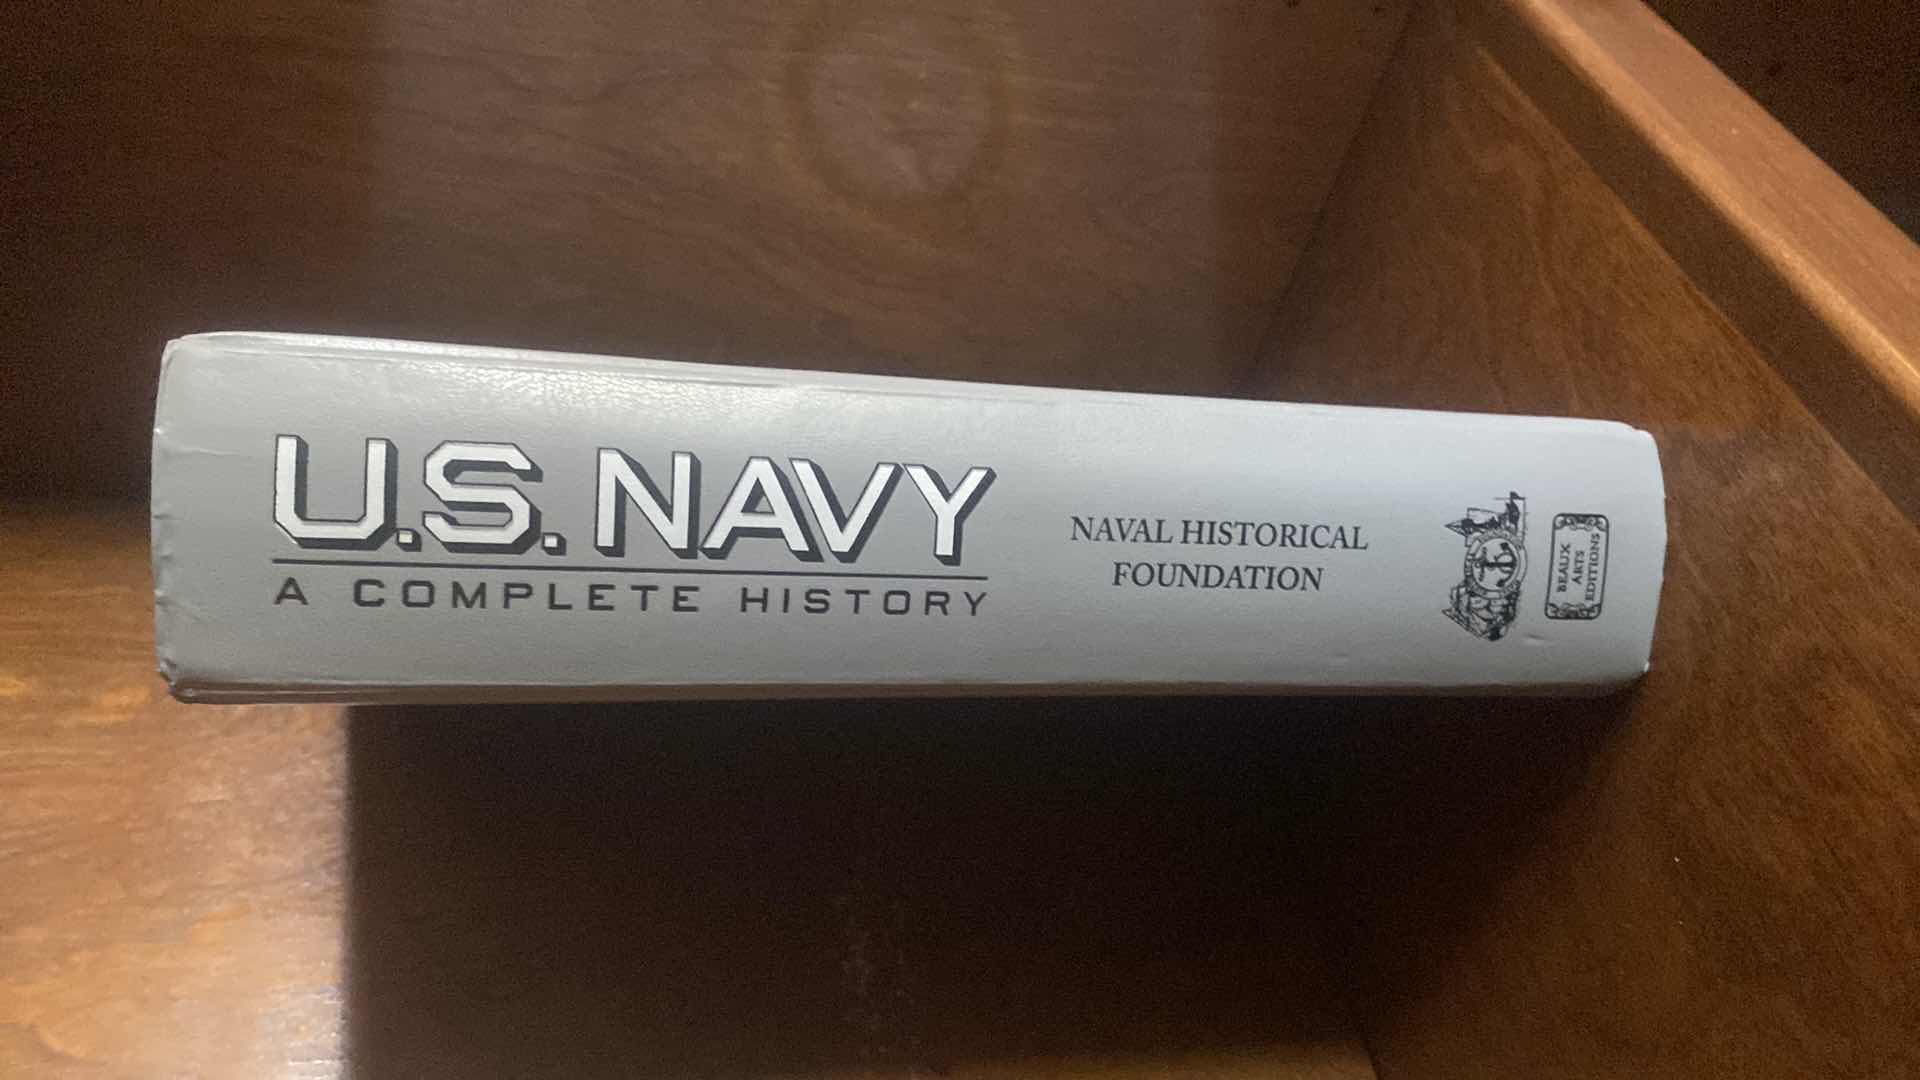 U.S. NAVY
A COMPLETE HISTORY
NAVAL HISTORICAL
FOUNDATION
BEAUX
ARTS
EDITIONS